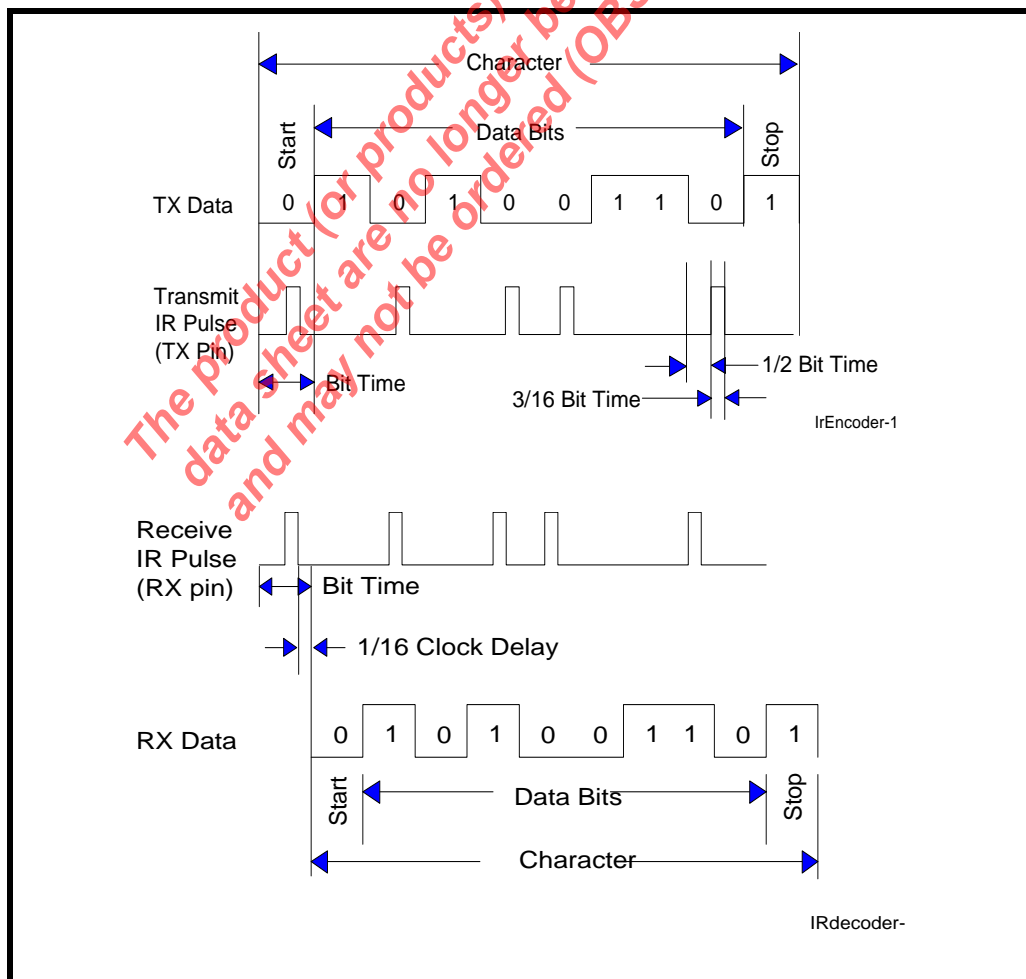 Character
Start
Data Bits
Stop
TX Data
0 1 0 1 0 0 1 1 0 1
Transmit
IR Pulse
(TX Pin)
Bit Time
1/2 Bit Time
3/16 Bit Time
IrEncoder-1
The product (or products)
data sheet are no longer be
and may not be ordered (OBS
Receive
IR Pulse
(RX pin)
Bit Time
1/16 Clock Delay
RX Data
0 1 0 1 0 0 1 1 0 1
Start
Data Bits
Stop
Character
IRdecoder-